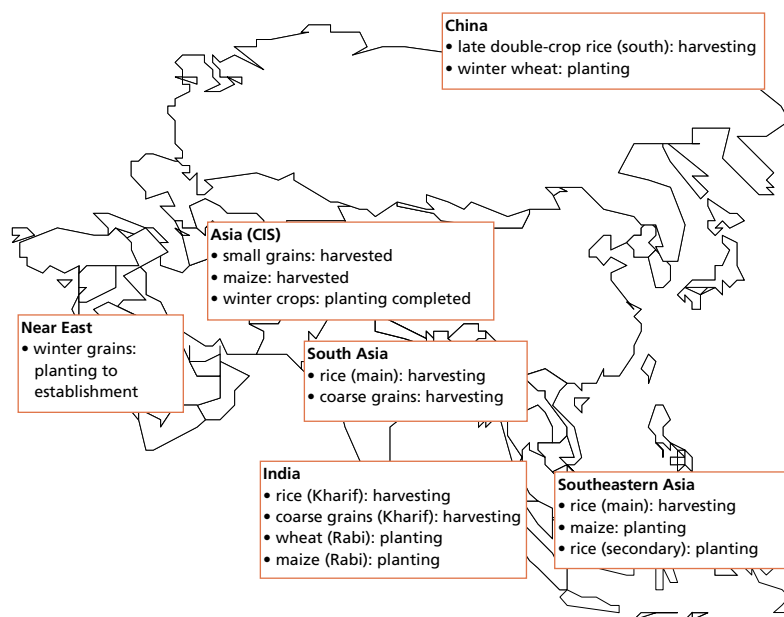 China
• late double-crop rice (south): harvesting
• winter wheat: planting
Asia (CIS)
• small grains: harvested
• maize: harvested
• winter crops: planting completed
Near East
• winter grains:
planting to
establishment
South Asia
• rice (main): harvesting
• coarse grains: harvesting
India
• rice (Kharif): harvesting
• coarse grains (Kharif): harvesting
• wheat (Rabi): planting
• maize (Rabi): planting
Southeastern Asia
• rice (main): harvesting
• maize: planting
• rice (secondary): planting